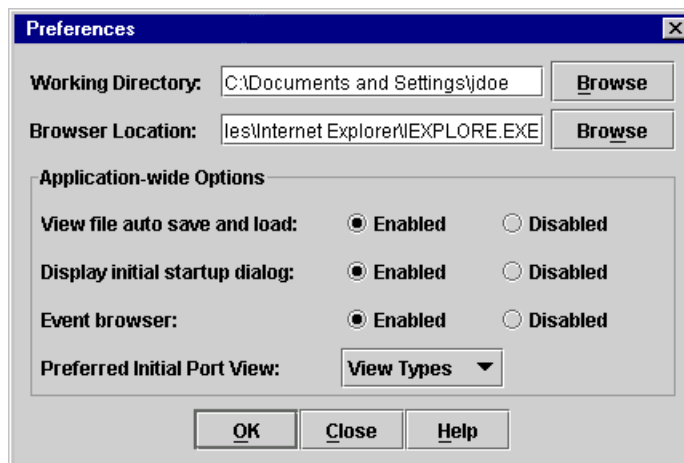 Preferences
Working Directory: C:\Documents and Settings\jdoe Browse
Browser Location: les\Internet Explorer\IEXPLORE.EXE Browse
Application-wide Options
View file auto save and load: Enabled Disabled
Display initial startup dialog: Enabled Disabled
Event browser: Enabled Disabled
Preferred Initial Port View: View Types
OK Close Help